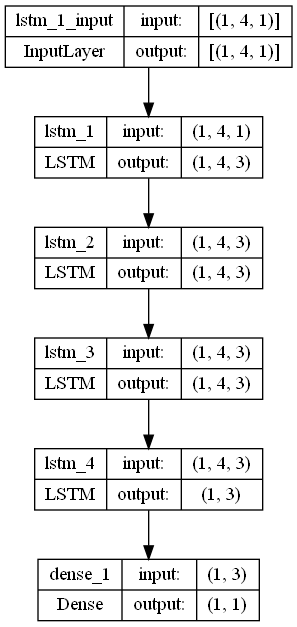 lstm_1_input input: [(1, 4, 1)]
InputLayer output: [(1, 4, 1)]
lstm_1 input: (1, 4, 1)
LSTM output: (1, 4, 3)
lstm_2 input: (1, 4, 3)
LSTM output: (1, 4, 3)
lstm_3 input: (1, 4, 3)
LSTM output: (1, 4, 3)
lstm_4 input: (1, 4, 3)
LSTM output: (1, 3)
dense_1 input: (1, 3)
Dense output: (1, 1)